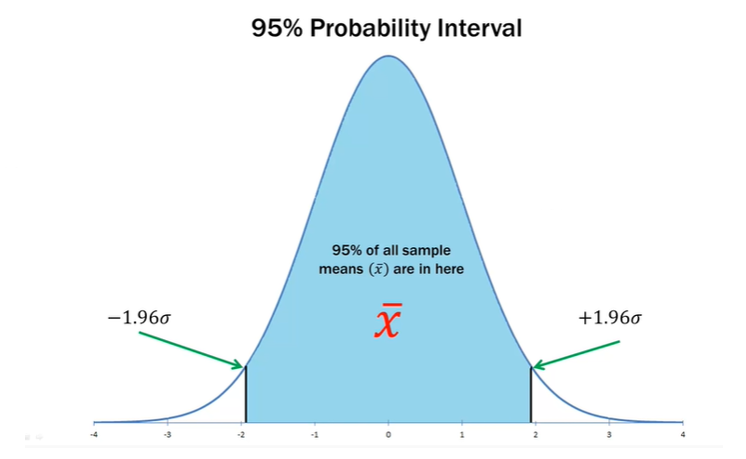 95% Probability Interval
95% of all sample
means (x̄) are in here
x̄
−1.96σ
+1.96σ
-4 -3 -2 -1 0 1 2 3 4